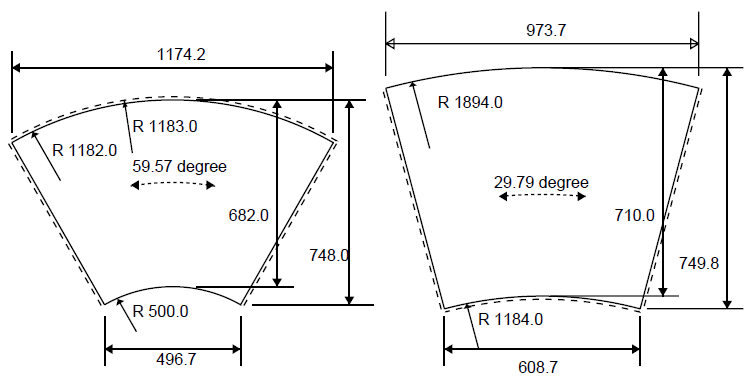 973.7
1174.2
R 1894.0
R 1183.0
R 1182.0
59.57 degree
29.79 degree
682.0
710.0
748.0
749.8
R 500.0
R 1184.0
496.7
608.7